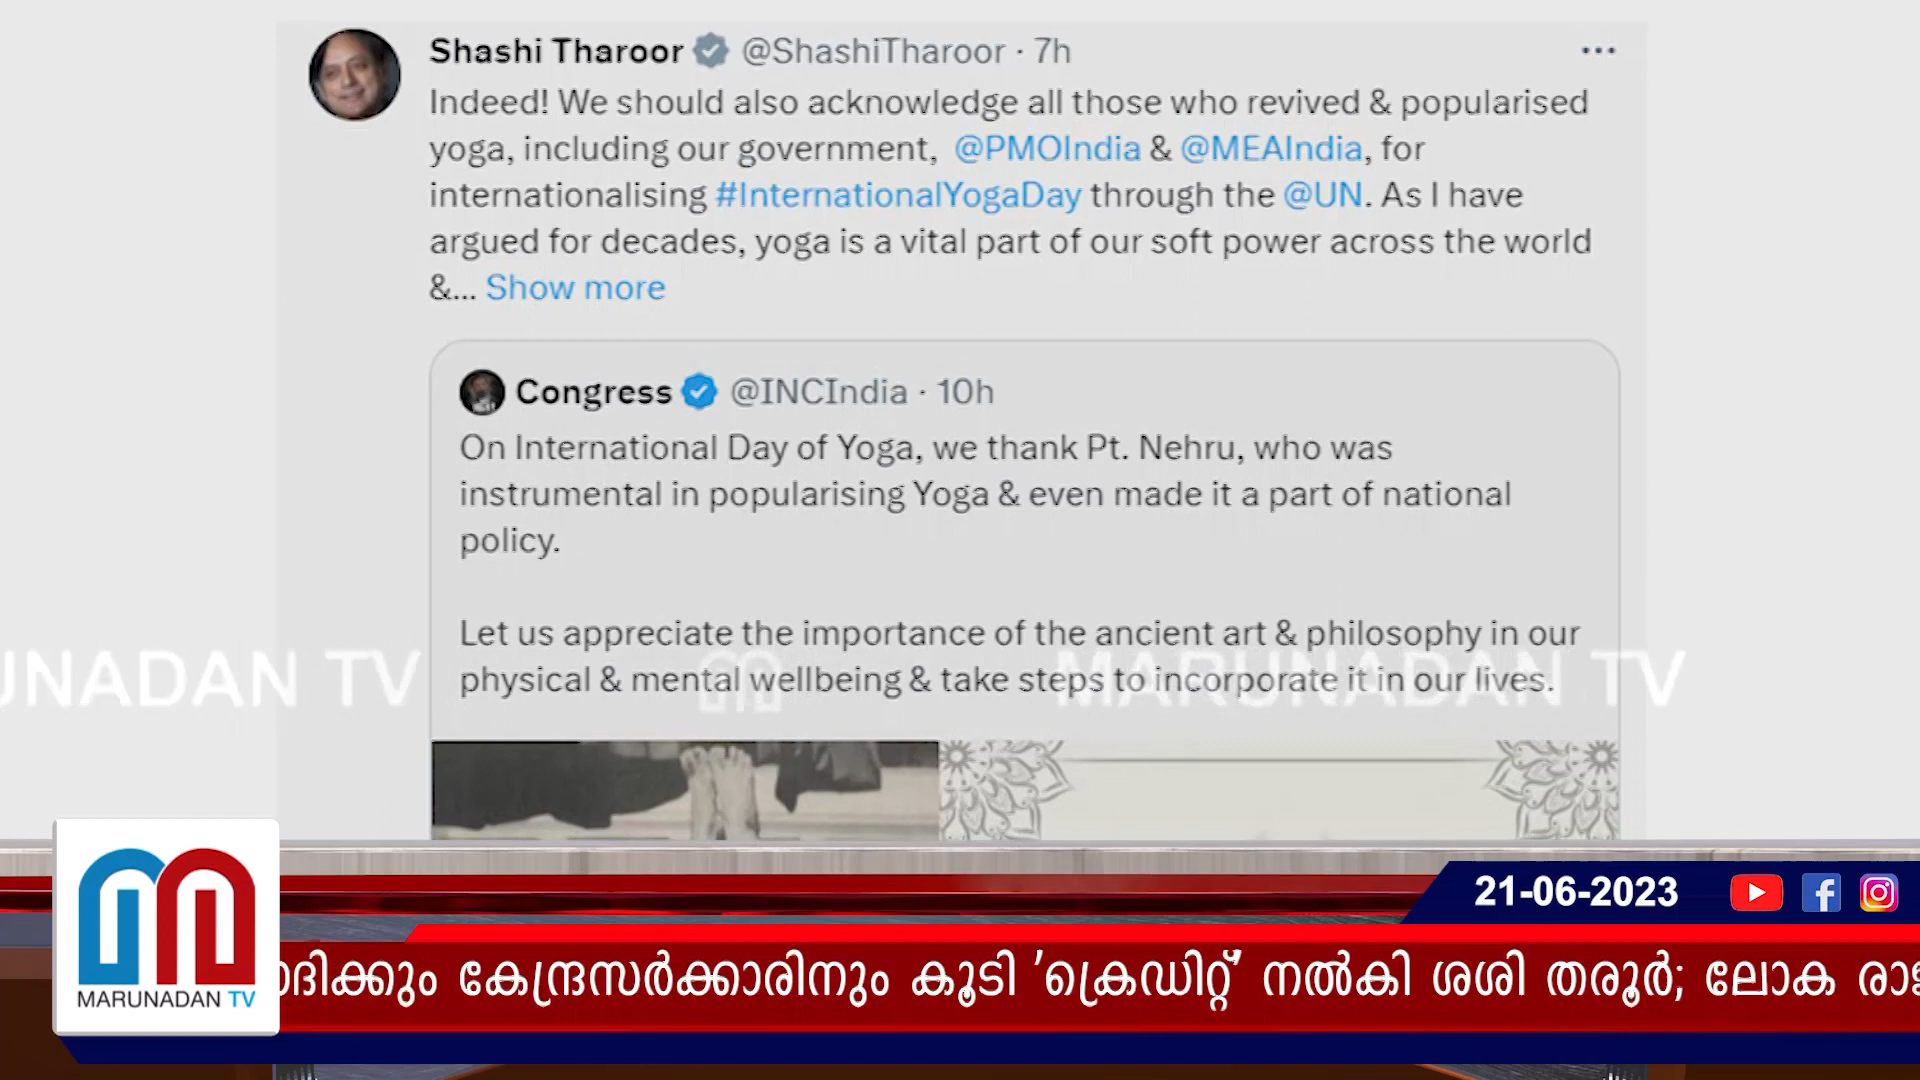 Shashi Tharoor @ShashiTharoor · 7h
Indeed! We should also acknowledge all those who revived & popularised
yoga, including our government, @PMOIndia & @MEAIndia, for
internationalising #InternationalYogaDay through the @UN. As I have
argued for decades, yoga is a vital part of our soft power across the world
&... Show more
Congress @INCIndia · 10h
On International Day of Yoga, we thank Pt. Nehru, who was
instrumental in popularising Yoga & even made it a part of national
policy.
Let us appreciate the importance of the ancient art & philosophy in our
physical & mental wellbeing & take steps to incorporate it in our lives.
MARUNADAN TV
21-06-2023
കേന്ദ്രസർക്കാരിനും കൂടി 'ക്രെഡിറ്റ്' നൽകി ശശി തരൂർ; ലോക
MARUNADAN TV